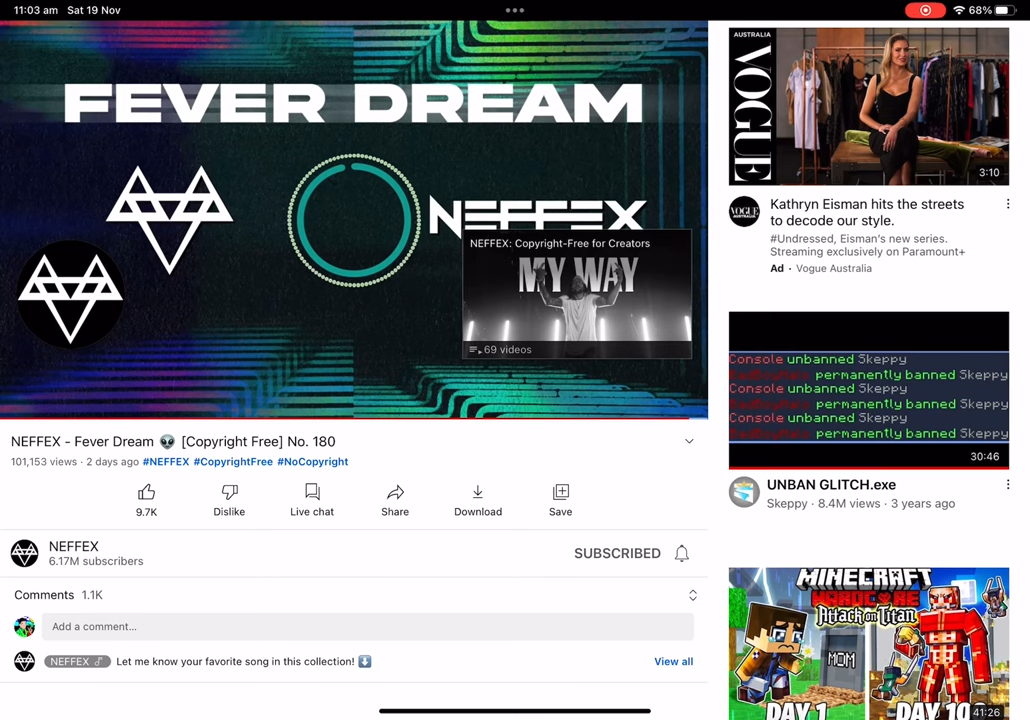 11:03 am Sat 19 Nov
68%
FEVER DREAM
NEFFEX
NEFFEX: Copyright-Free for Creators
MY WAY
69 videos
NEFFEX - Fever Dream 👽 [Copyright Free] No. 180
101,153 views · 2 days ago #NEFFEX #CopyrightFree #NoCopyright
9.7K
Dislike
Live chat
Share
Download
Save
NEFFEX
6.17M subscribers
SUBSCRIBED
Comments 1.1K
Add a comment...
NEFFEX
Let me know your favorite song in this collection! ⬇️
View all
AUSTRALIA
VOGUE
3:10
VOGUE
Kathryn Eisman hits the streets
to decode our style.
#Undressed, Eisman's new series.
Streaming exclusively on Paramount+
Ad · Vogue Australia
Console unbanned Skeppy
permanently banned Skeppy
Console unbanned Skeppy
permanently banned Skeppy
Console unbanned Skeppy
permanently banned Skeppy
30:46
UNBAN GLITCH.exe
Skeppy · 8.4M views · 3 years ago
MINECRAFT
HARDCORE
Attack on Titan
MOM
DAY 1
DAY 10
41:26